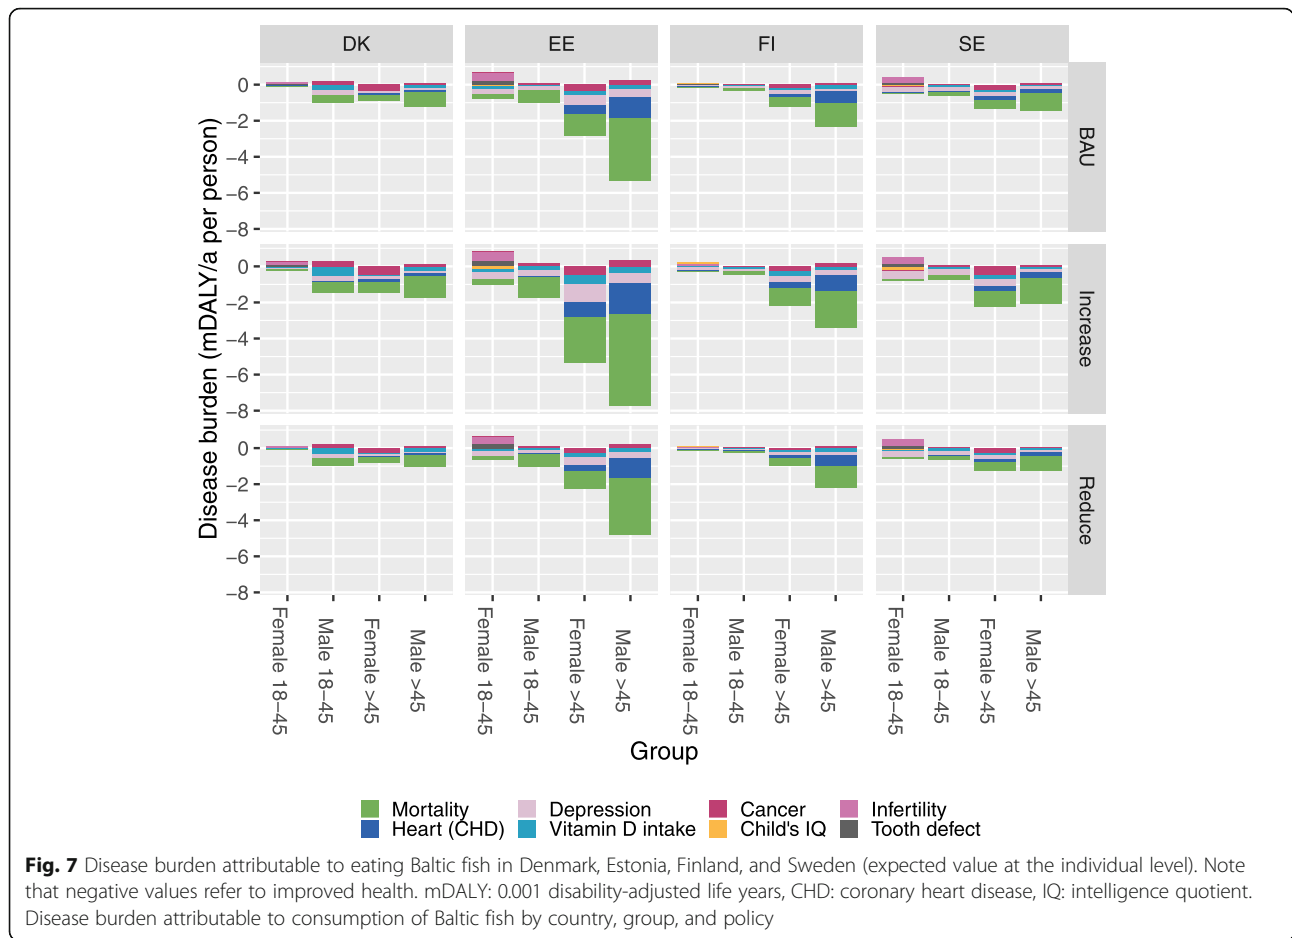 DK EE FI SE
Disease burden (mDALY/a per person)
0
−2
−4
−6
−8
BAU
0
−2
−4
−6
−8
Increase
0
−2
−4
−6
−8
Reduce
Female 18−45 Male 18−45 Female >45 Male >45 Female 18−45 Male 18−45 Female >45 Male >45 Female 18−45 Male 18−45 Female >45 Male >45 Female 18−45 Male 18−45 Female >45 Male >45
Group
Mortality Depression Cancer Infertility
Heart (CHD) Vitamin D intake Child's IQ Tooth defect
Fig. 7 Disease burden attributable to eating Baltic fish in Denmark, Estonia, Finland, and Sweden (expected value at the individual level). Note
that negative values refer to improved health. mDALY: 0.001 disability-adjusted life years, CHD: coronary heart disease, IQ: intelligence quotient.
Disease burden attributable to consumption of Baltic fish by country, group, and policy